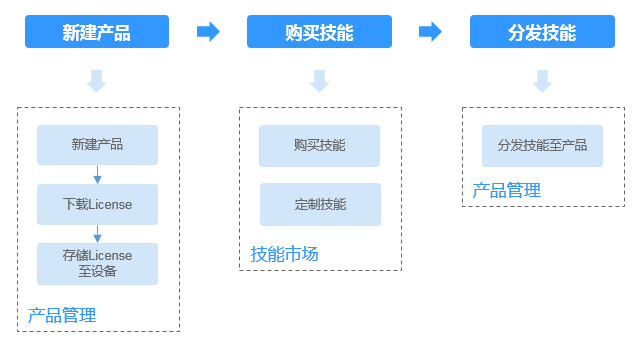 新建产品
购买技能
分发技能
新建产品
下载License
存储License
至设备
产品管理
购买技能
定制技能
技能市场
分发技能至产品
产品管理